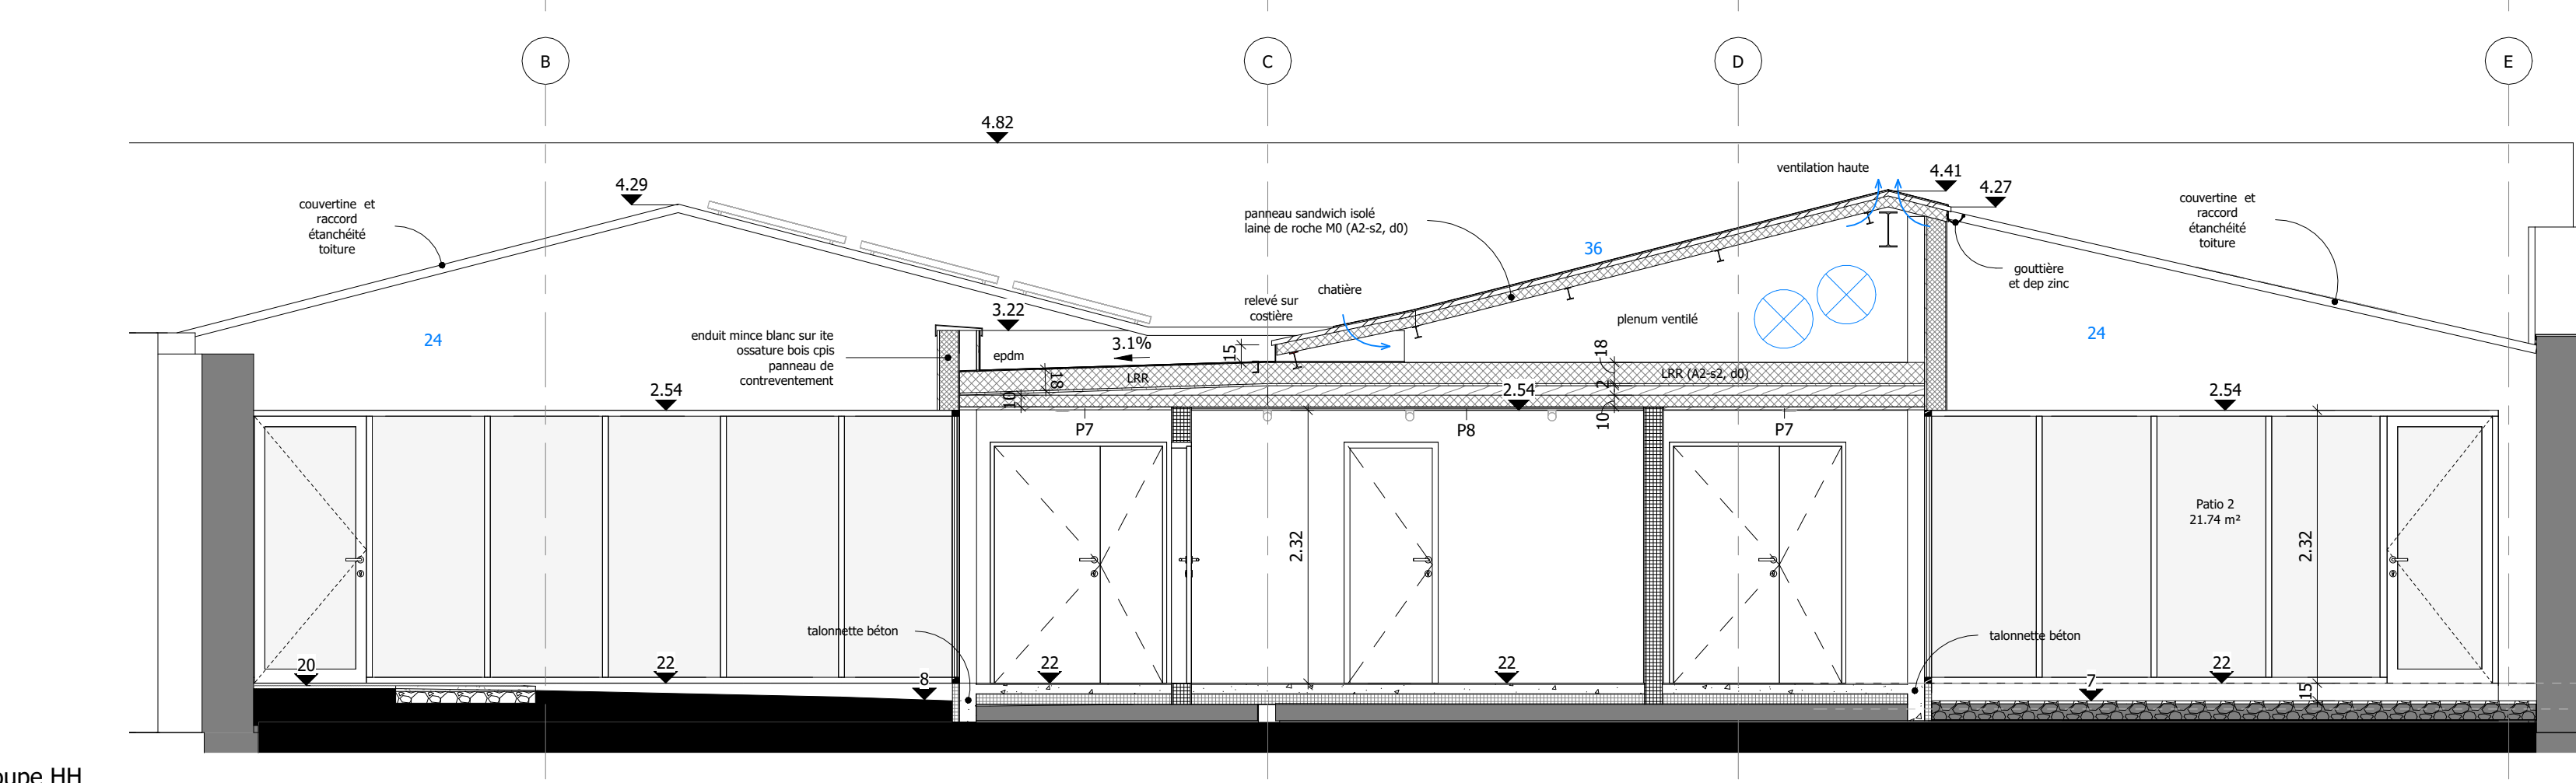 B
C
D
E
4.82
ventilation haute
4.41
4.27
4.29
couvertine et
raccord
étanchéité
toiture
panneau sandwich isolé
laine de roche M0 (A2-s2, d0)
36
couvertine et
raccord
étanchéité
toiture
gouttière
et dep zinc
chatière
relevé sur
costière
3.22
plenum ventilé
24
enduit mince blanc sur ite
ossature bois cpis
panneau de
contreventement
epdm
3.1%
15
18
24
18
LRR
LRR (A2-s2, d0)
2
10
10
2.54
2.54
2.54
P7
P8
P7
2.32
Patio 2
21.74 m²
2.32
talonnette béton
talonnette béton
20
22
8
22
22
7
22
15
oupe HH